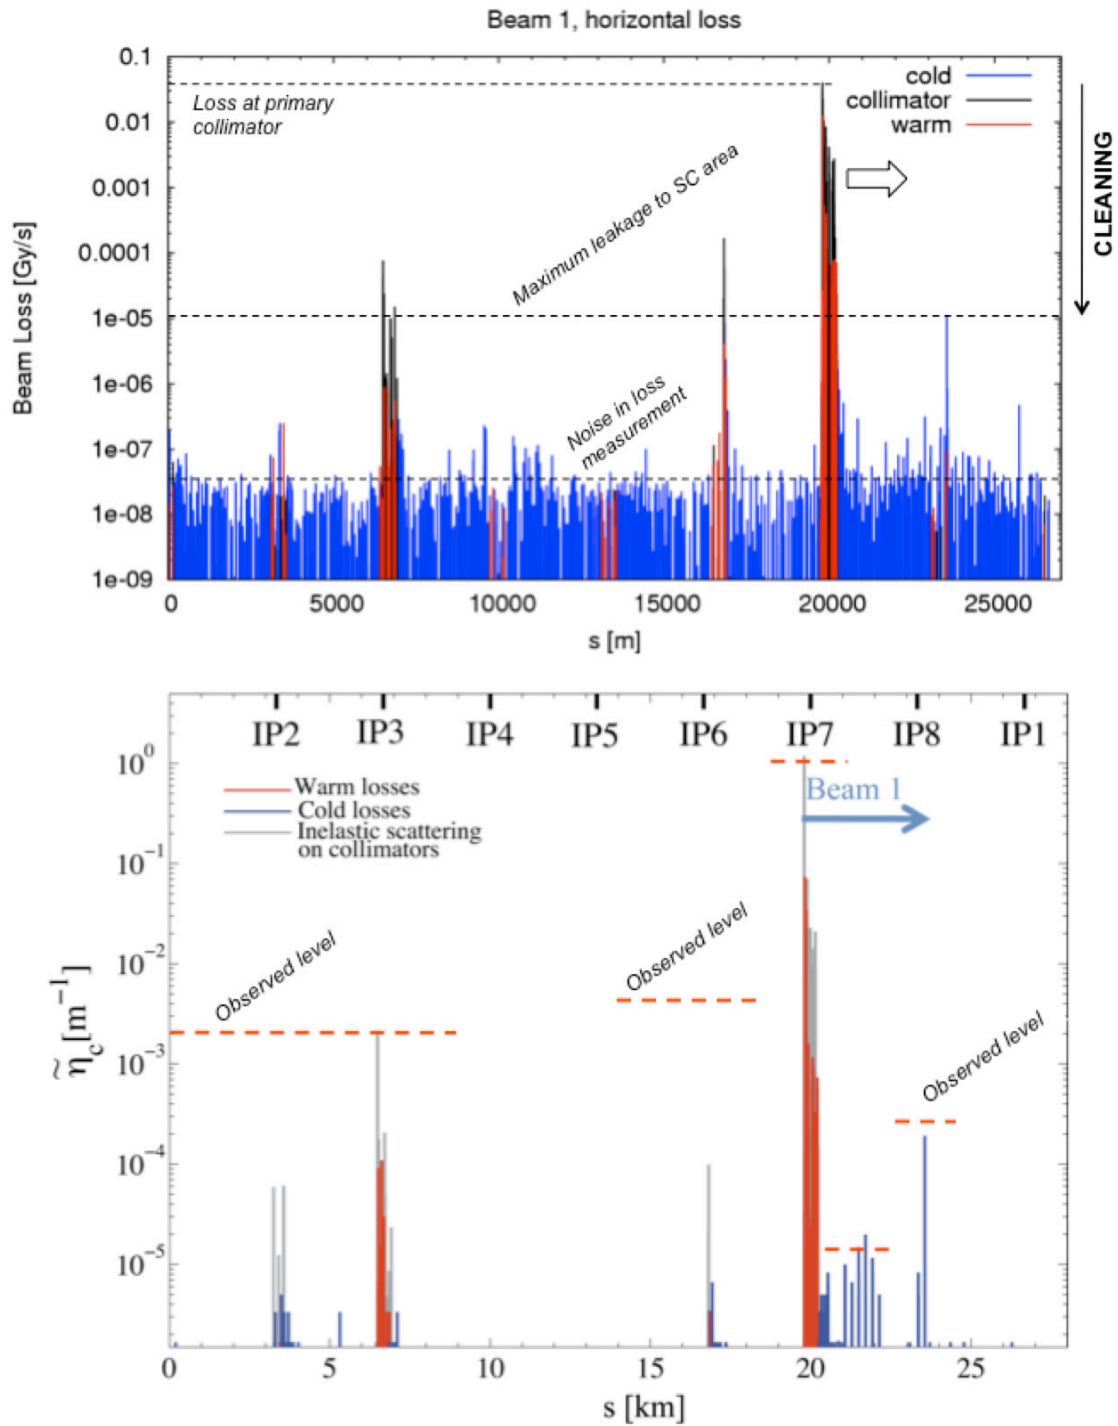 Beam 1, horizontal loss
Beam Loss [Gy/s]
0.1
0.01
0.001
0.0001
1e-05
1e-06
1e-07
1e-08
1e-09
Loss at primary
collimator
Maximum leakage to SC area
Noise in loss
measurement
cold
collimator
warm
CLEANING
0
5000
10000
15000
20000
25000
s [m]
IP2
IP3
IP4
IP5
IP6
IP7
IP8
IP1
Warm losses
Cold losses
Inelastic scattering
on collimators
Beam 1
Observed level
Observed level
Observed level
η̃c[m⁻¹]
10⁰
10⁻¹
10⁻²
10⁻³
10⁻⁴
10⁻⁵
0
5
10
15
20
25
s [km]